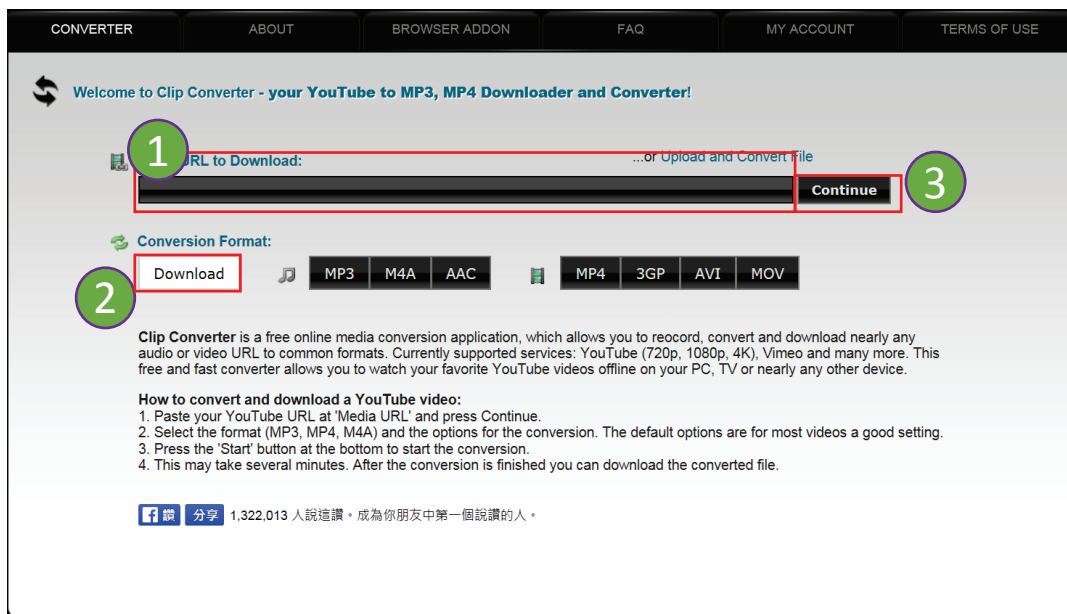 CONVERTER ABOUT BROWSER ADDON FAQ MY ACCOUNT TERMS OF USE
Welcome to Clip Converter - your YouTube to MP3, MP4 Downloader and Converter!
1
URL to Download: ...or Upload and Convert File
Continue
3
Conversion Format:
Download MP3 M4A AAC MP4 3GP AVI MOV
2
Clip Converter is a free online media conversion application, which allows you to reocord, convert and download nearly any
audio or video URL to common formats. Currently supported services: YouTube (720p, 1080p, 4K), Vimeo and many more. This
free and fast converter allows you to watch your favorite YouTube videos offline on your PC, TV or nearly any other device.
How to convert and download a YouTube video:
1. Paste your YouTube URL at 'Media URL' and press Continue.
2. Select the format (MP3, MP4, M4A) and the options for the conversion. The default options are for most videos a good setting.
3. Press the 'Start' button at the bottom to start the conversion.
4. This may take several minutes. After the conversion is finished you can download the converted file.
讚 分享 1,322,013 人說這讚。成為你朋友中第一個說讚的人。